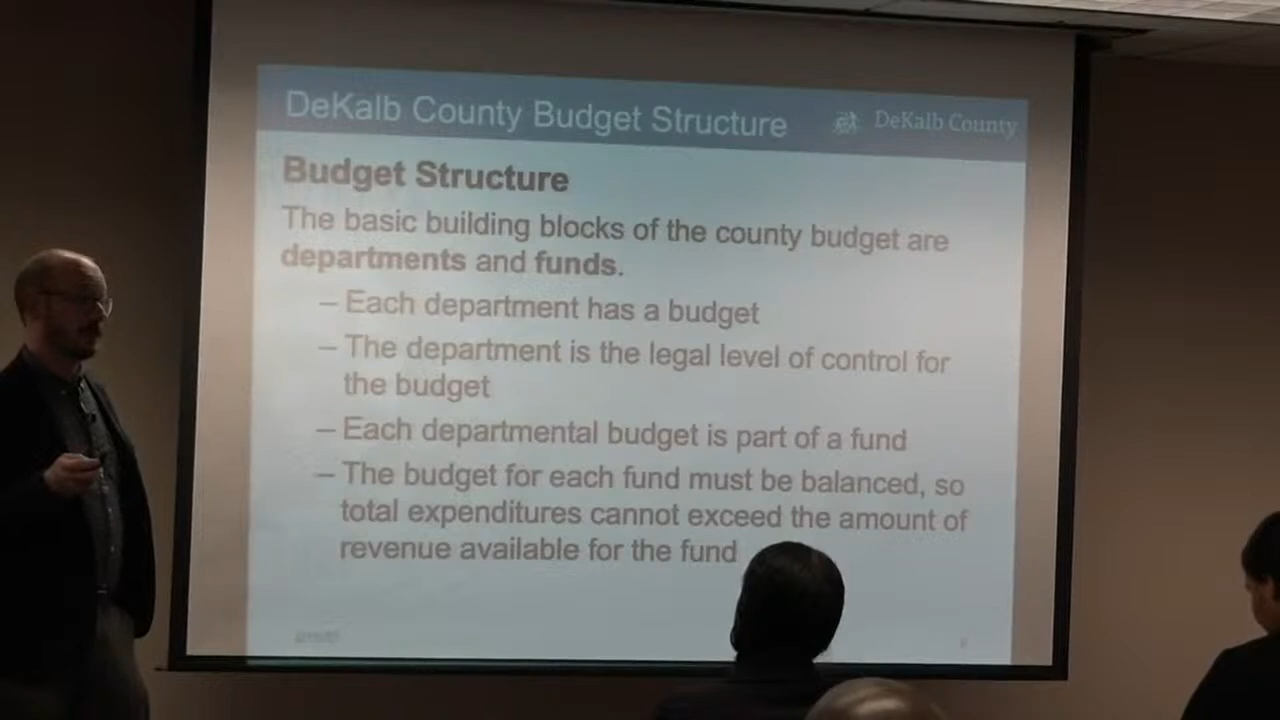 DeKalb County Budget Structure
DeKalb County
Budget Structure
The basic building blocks of the county budget are
departments and funds.
– Each department has a budget
– The department is the legal level of control for
the budget
– Each departmental budget is part of a fund
– The budget for each fund must be balanced, so
total expenditures cannot exceed the amount of
revenue available for the fund